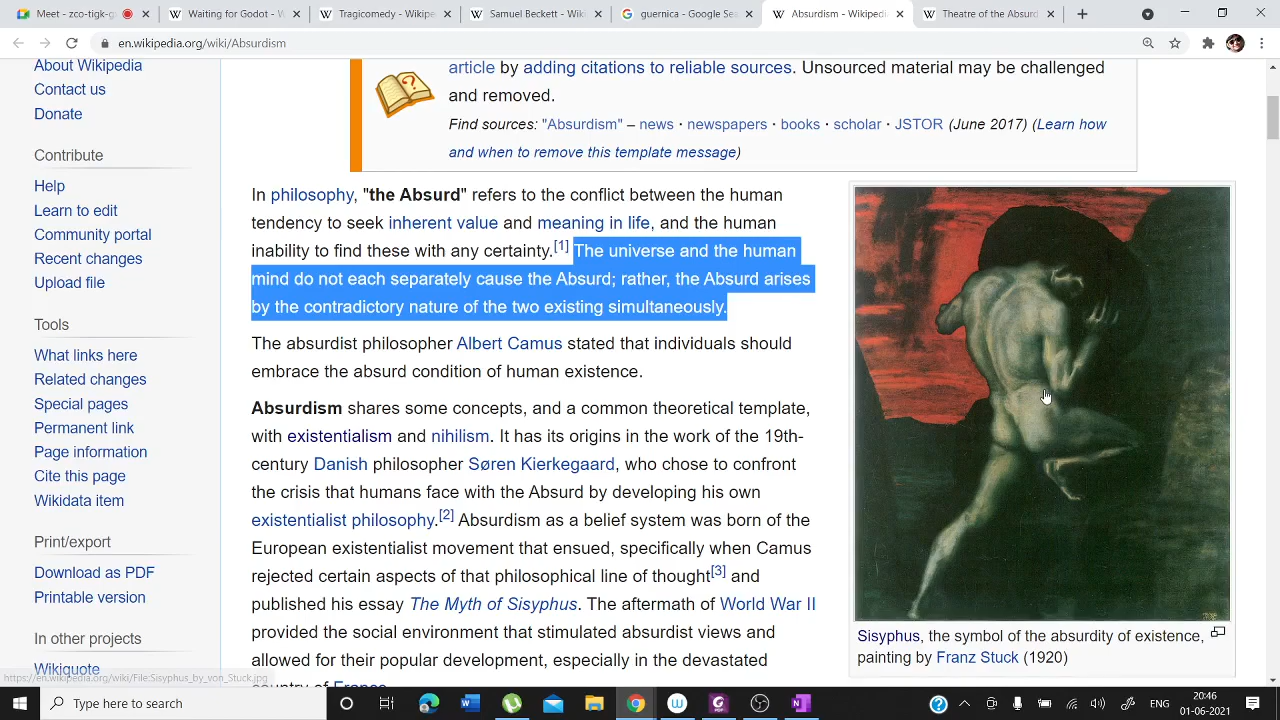 Meet - zco-tcgk-d
Waiting for Godot - W
Tragicomedy - Wikipe
Samuel Beckett - Wiki
guernica - Google Sea
Absurdism - Wikipedia
Theatre of the Absurd
en.wikipedia.org/wiki/Absurdism
About Wikipedia
Contact us
Donate
Contribute
Help
Learn to edit
Community portal
Recent changes
Upload file
Tools
What links here
Related changes
Special pages
Permanent link
Page information
Cite this page
Wikidata item
Print/export
Download as PDF
Printable version
In other projects
Wikiquote
article by adding citations to reliable sources. Unsourced material may be challenged
and removed.
Find sources: "Absurdism" – news · newspapers · books · scholar · JSTOR (June 2017) (Learn how
and when to remove this template message)
In philosophy, "the Absurd" refers to the conflict between the human
tendency to seek inherent value and meaning in life, and the human
inability to find these with any certainty.[1] The universe and the human
mind do not each separately cause the Absurd; rather, the Absurd arises
by the contradictory nature of the two existing simultaneously.
The absurdist philosopher Albert Camus stated that individuals should
embrace the absurd condition of human existence.
Absurdism shares some concepts, and a common theoretical template,
with existentialism and nihilism. It has its origins in the work of the 19th-
century Danish philosopher Søren Kierkegaard, who chose to confront
the crisis that humans face with the Absurd by developing his own
existentialist philosophy.[2] Absurdism as a belief system was born of the
European existentialist movement that ensued, specifically when Camus
rejected certain aspects of that philosophical line of thought[3] and
published his essay The Myth of Sisyphus. The aftermath of World War II
provided the social environment that stimulated absurdist views and
allowed for their popular development, especially in the devastated
country of France
Sisyphus, the symbol of the absurdity of existence,
painting by Franz Stuck (1920)
https://en.wikipedia.org/wiki/File:Sisyphus_by_von_Stuck.jpg
Type here to search
ENG
20:46
01-06-2021